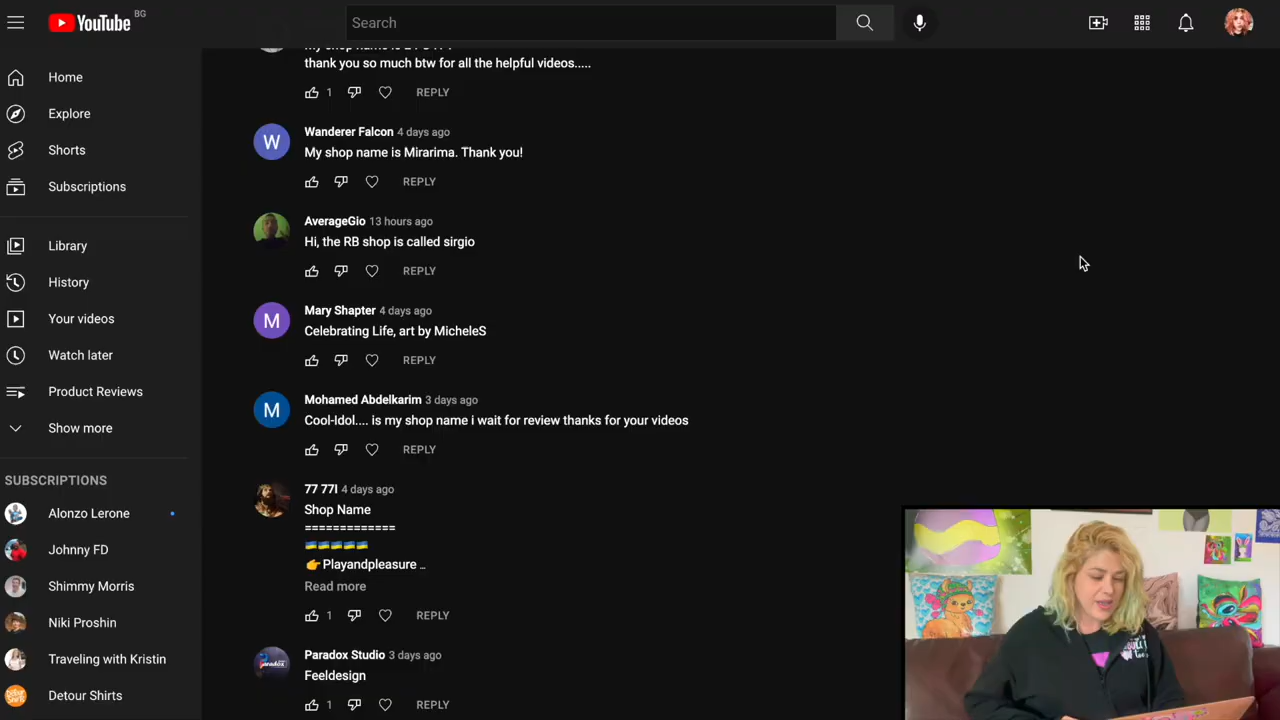 YouTube BG
Search
Home
Explore
Shorts
Subscriptions
Library
History
Your videos
Watch later
Product Reviews
Show more
SUBSCRIPTIONS
Alonzo Lerone
Johnny FD
Shimmy Morris
Niki Proshin
Traveling with Kristin
Detour Shirts
thank you so much btw for all the helpful videos.....
1 REPLY
Wanderer Falcon 4 days ago
My shop name is Mirarima. Thank you!
REPLY
AverageGio 13 hours ago
Hi, the RB shop is called sirgio
REPLY
Mary Shapter 4 days ago
Celebrating Life, art by MicheleS
REPLY
Mohamed Abdelkarim 3 days ago
Cool-Idol.... is my shop name i wait for review thanks for your videos
REPLY
77 77I 4 days ago
Shop Name
=============
🇺🇦🇺🇦🇺🇦🇺🇦🇺🇦
👉Playandpleasure ...
Read more
1 REPLY
Paradox Studio 3 days ago
Feeldesign
1 REPLY
W
M
M